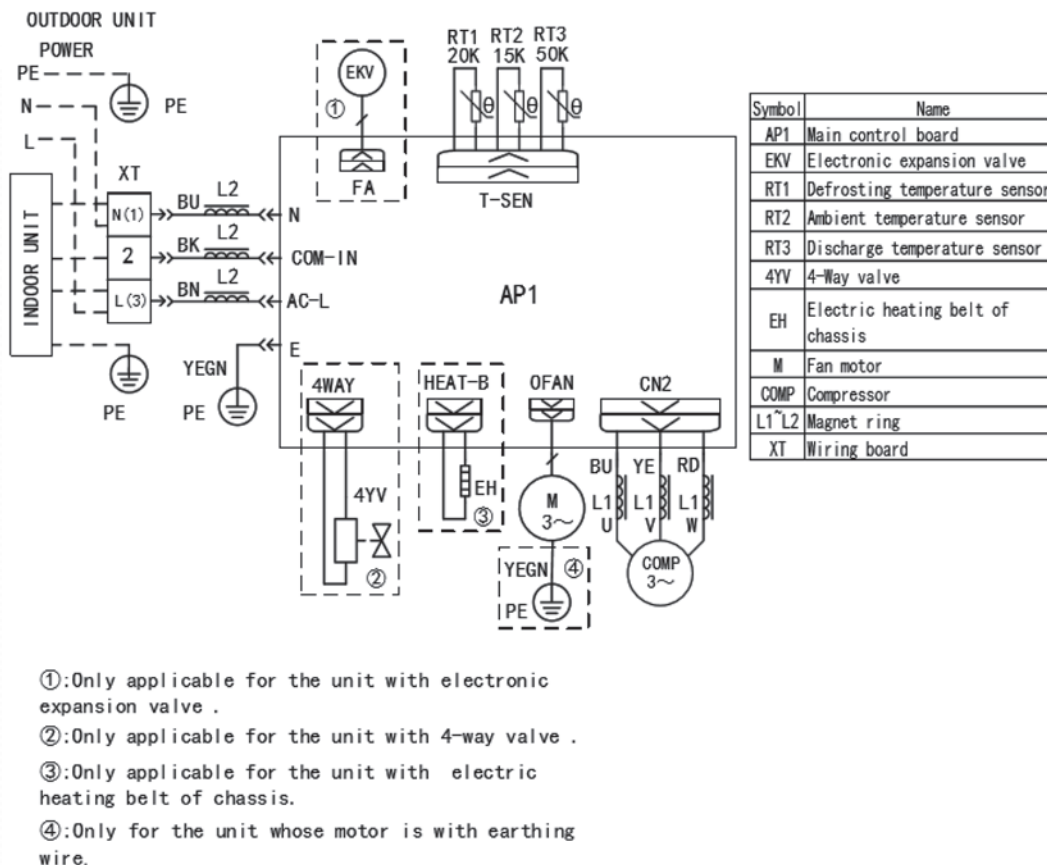 OUTDOOR UNIT
POWER
PE
N
L
PE
XT
INDOOR UNIT
N(1)
2
L(3)
BU
L2
BK
L2
BN
L2
N
COM-IN
AC-L
E
YEGN
PE
PE
EKV
①
FA
RT1 RT2 RT3
20K 15K 50K
θ θ θ
T-SEN
AP1
4WAY
4YV
②
HEAT-B
EH
③
OFAN
M
3~
YEGN ④
PE
CN2
BU YE RD
L1 L1 L1
U V W
COMP
3~
Symbol Name
AP1 Main control board
EKV Electronic expansion valve
RT1 Defrosting temperature sensor
RT2 Ambient temperature sensor
RT3 Discharge temperature sensor
4YV 4-Way valve
EH Electric heating belt of
chassis
M Fan motor
COMP Compressor
L1~L2 Magnet ring
XT Wiring board
①:Only applicable for the unit with electronic
expansion valve .
②:Only applicable for the unit with 4-way valve .
③:Only applicable for the unit with electric
heating belt of chassis.
④:Only for the unit whose motor is with earthing
wire.